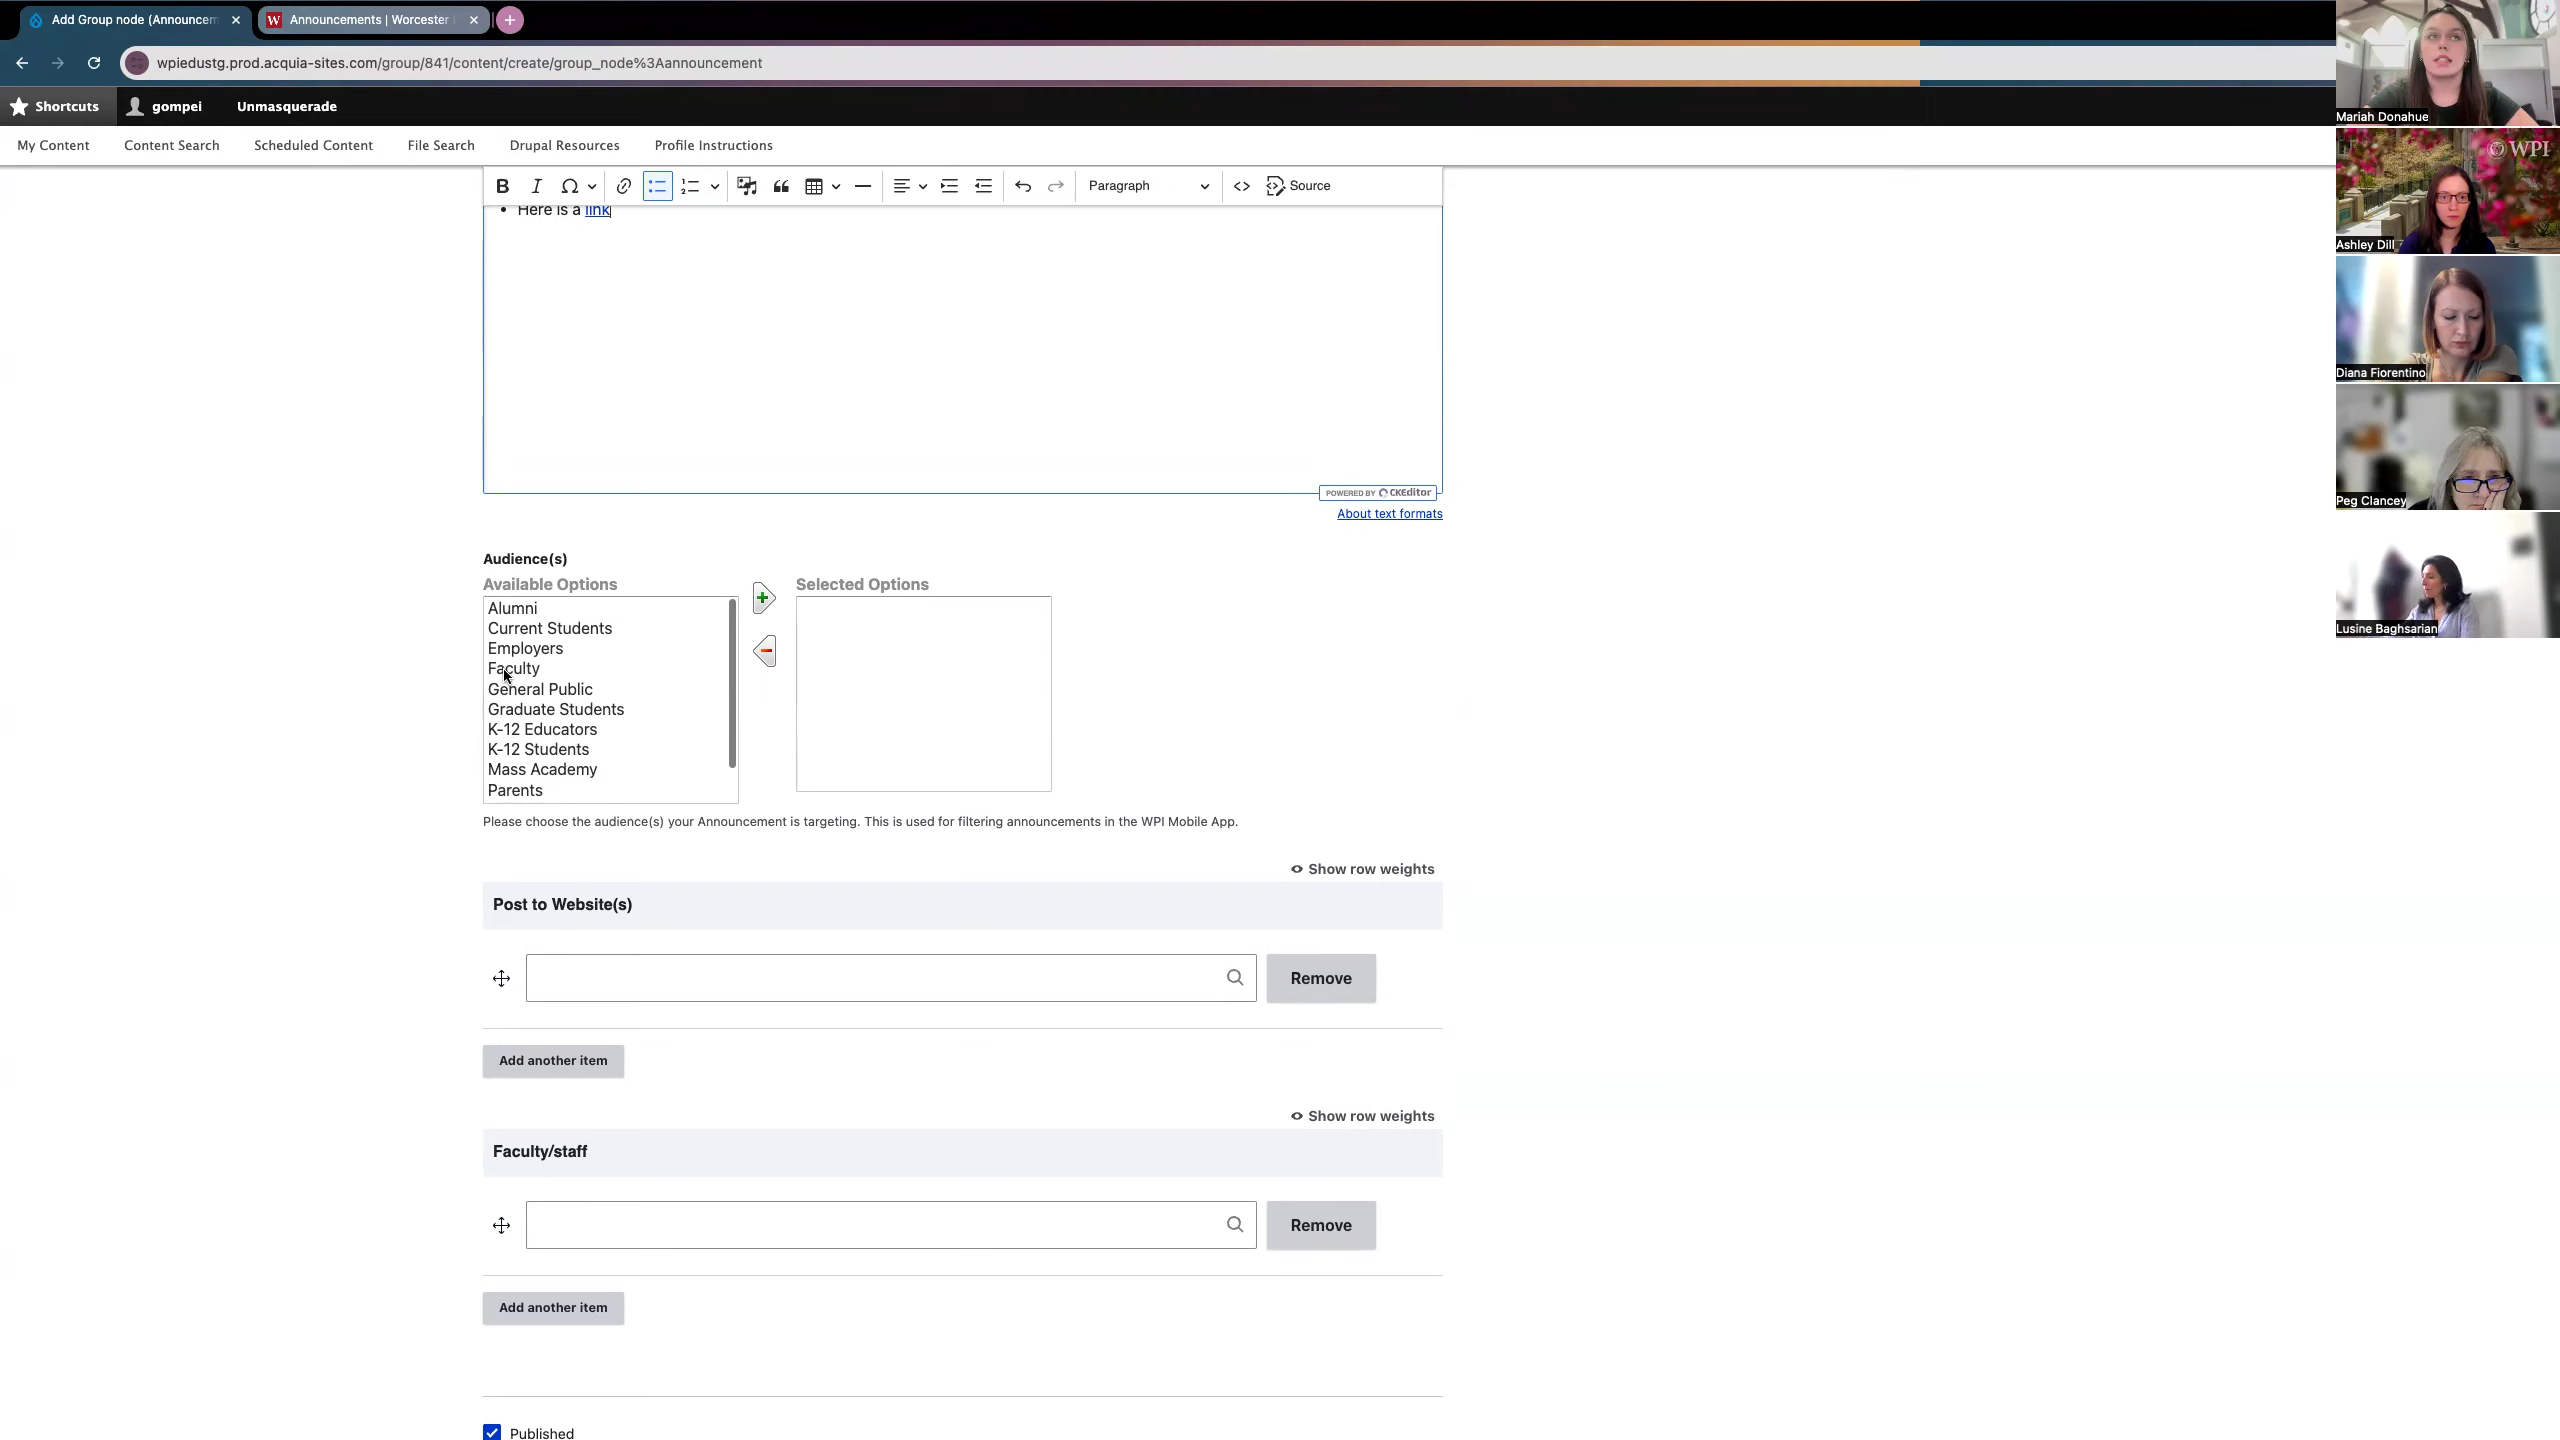 Add Group node (Announcem
Announcements | Worcester
wpiedustg.prod.acquia-sites.com/group/841/content/create/group_node%3Aannouncement
Shortcuts
gompei
Unmasquerade
My Content
Content Search
Scheduled Content
File Search
Drupal Resources
Profile Instructions
Paragraph
Source
Here is a link
POWERED BY CKEditor
About text formats
Audience(s)
Available Options
Selected Options
Alumni
Current Students
Employers
Faculty
General Public
Graduate Students
K-12 Educators
K-12 Students
Mass Academy
Parents
Please choose the audience(s) your Announcement is targeting. This is used for filtering announcements in the WPI Mobile App.
Show row weights
Post to Website(s)
Remove
Add another item
Show row weights
Faculty/staff
Remove
Add another item
Published
Mariah Donahue
WPI
Ashley Dill
Diana Fiorentino
Peg Clancey
Lusine Baghsarian